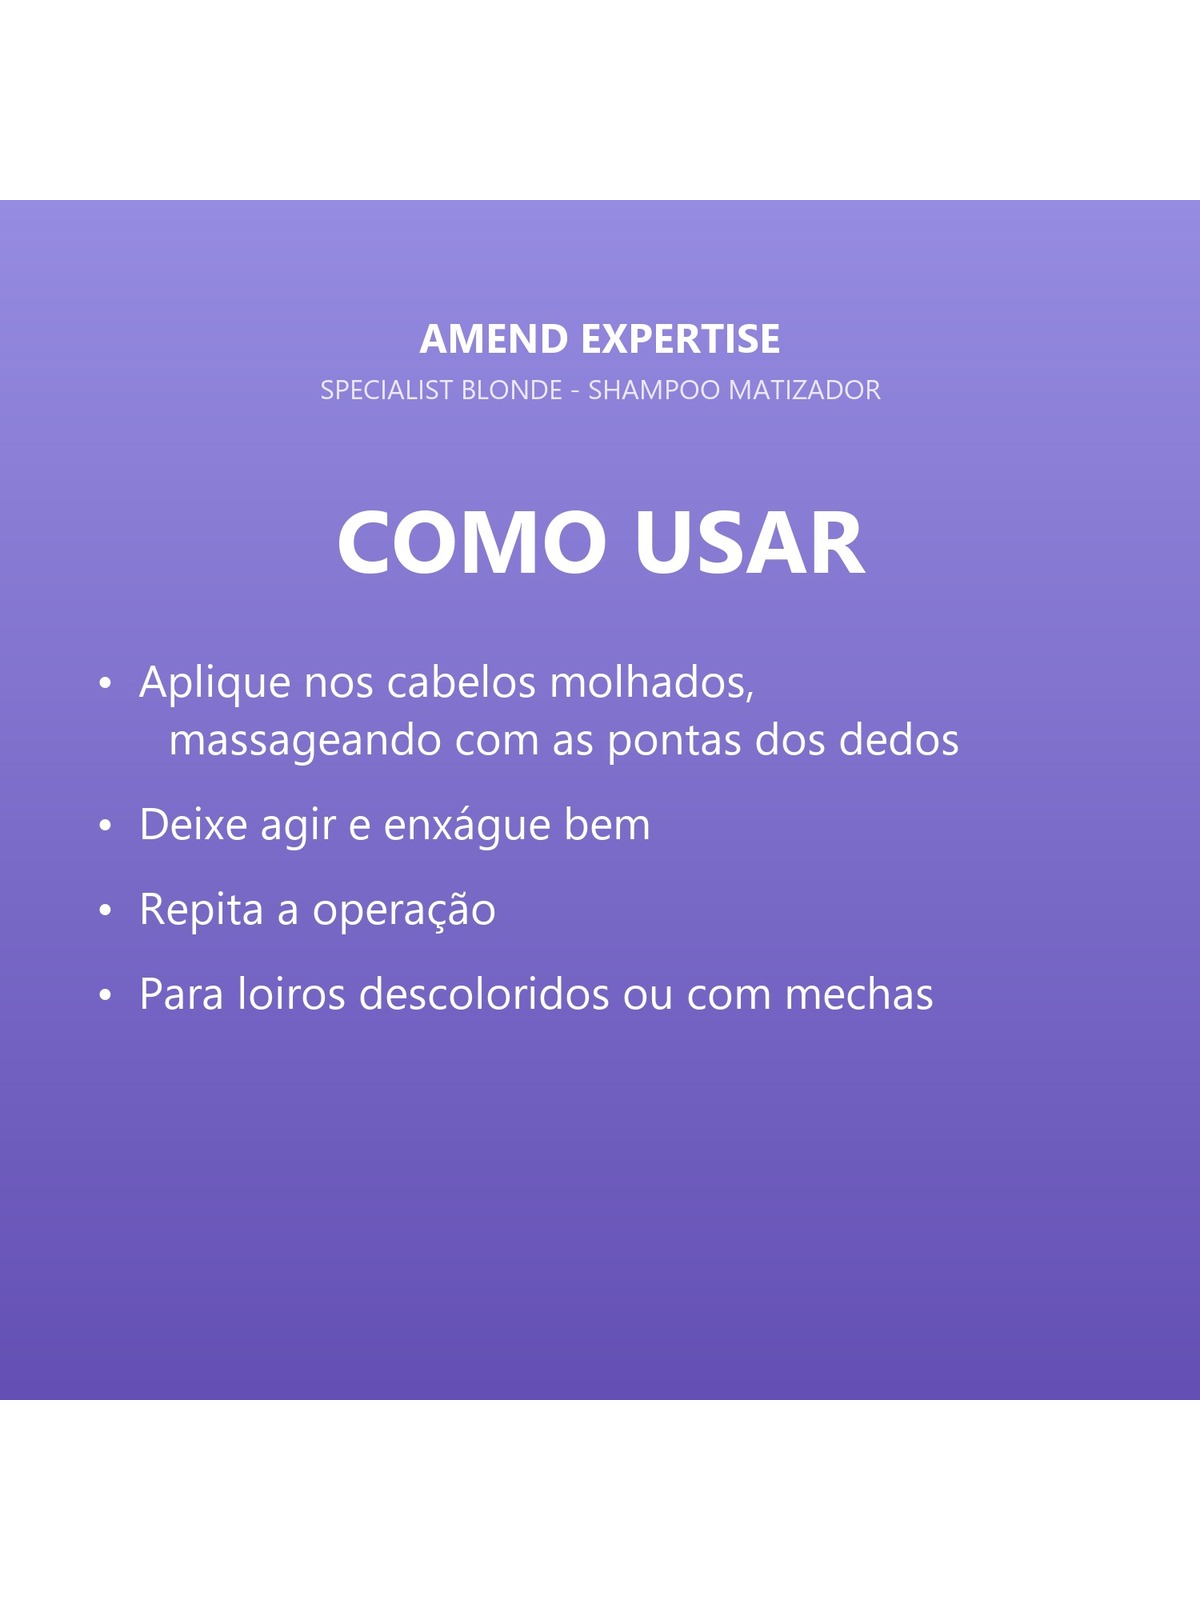 AMEND EXPERTISE
SPECIALIST BLONDE - SHAMPOO MATIZADOR
COMO USAR
• Aplique nos cabelos molhados,
massageando com as pontas dos dedos
• Deixe agir e enxágue bem
• Repita a operação
• Para loiros descoloridos ou com mechas